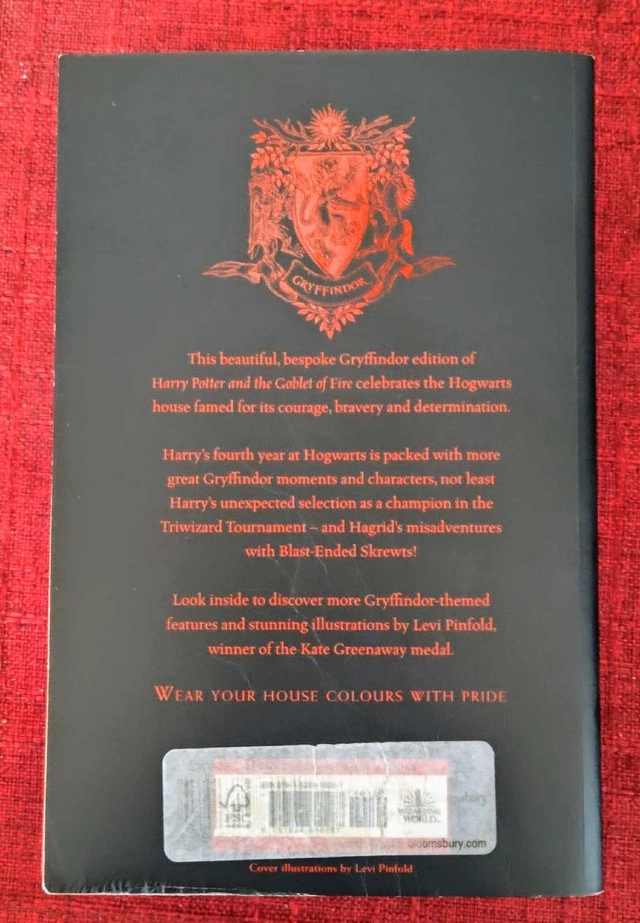 GRYFFINDOR
This beautiful, bespoke Gryffindor edition of
Harry Potter and the Goblet of Fire celebrates the Hogwarts
house famed for its courage, bravery and determination.
Harry's fourth year at Hogwarts is packed with more
great Gryffindor moments and characters, not least
Harry's unexpected selection as a champion in the
Triwizard Tournament – and Hagrid's misadventures
with Blast-Ended Skrewts!
Look inside to discover more Gryffindor-themed
features and stunning illustrations by Levi Pinfold,
winner of the Kate Greenaway medal.
WEAR YOUR HOUSE COLOURS WITH PRIDE
FSC
WIZARDING
WORLD
bloomsbury.com
Cover illustrations by Levi Pinfold